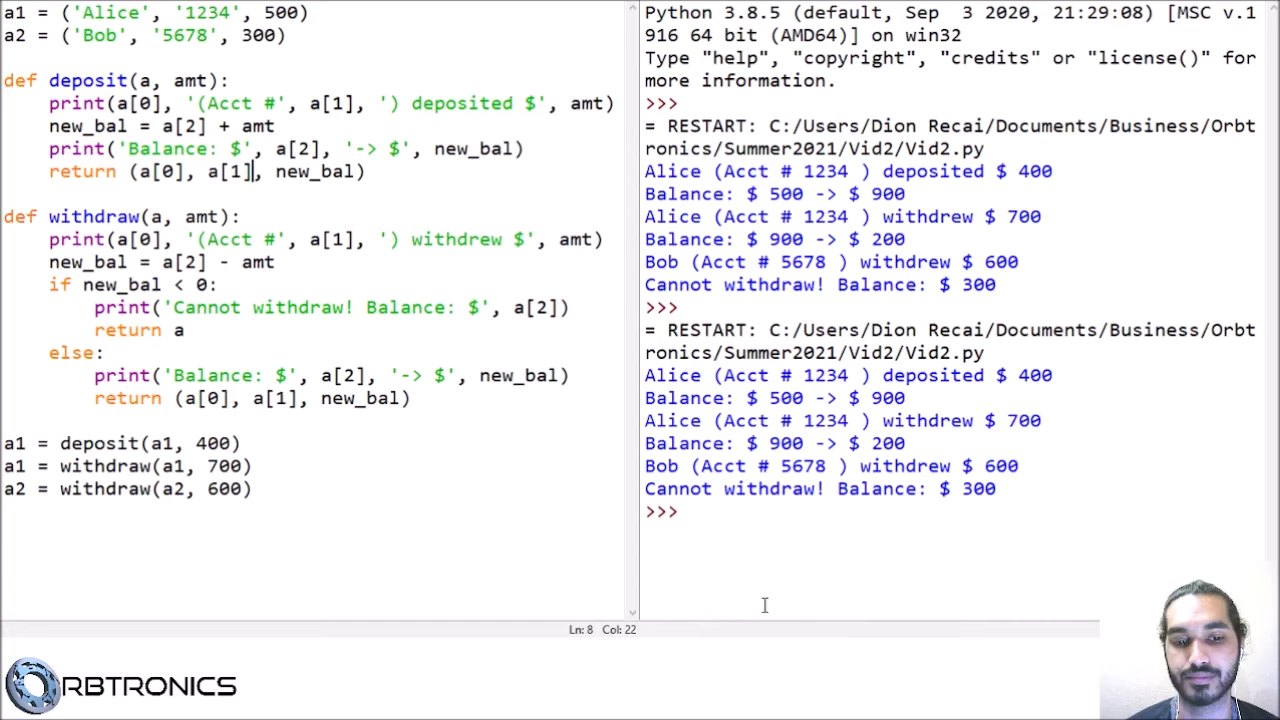 a1 = ('Alice', '1234', 500)
a2 = ('Bob', '5678', 300)
def deposit(a, amt):
    print(a[0], '(Acct #', a[1], ') deposited $', amt)
    new_bal = a[2] + amt
    print('Balance: $', a[2], '-> $', new_bal)
    return (a[0], a[1], new_bal)
def withdraw(a, amt):
    print(a[0], '(Acct #', a[1], ') withdrew $', amt)
    new_bal = a[2] - amt
    if new_bal < 0:
        print('Cannot withdraw! Balance: $', a[2])
        return a
    else:
        print('Balance: $', a[2], '-> $', new_bal)
        return (a[0], a[1], new_bal)
a1 = deposit(a1, 400)
a1 = withdraw(a1, 700)
a2 = withdraw(a2, 600)
Python 3.8.5 (default, Sep  3 2020, 21:29:08) [MSC v.1
916 64 bit (AMD64)] on win32
Type "help", "copyright", "credits" or "license()" for
more information.
>>>
= RESTART: C:/Users/Dion Recai/Documents/Business/Orbt
ronics/Summer2021/Vid2/Vid2.py
Alice (Acct # 1234 ) deposited $ 400
Balance: $ 500 -> $ 900
Alice (Acct # 1234 ) withdrew $ 700
Balance: $ 900 -> $ 200
Bob (Acct # 5678 ) withdrew $ 600
Cannot withdraw! Balance: $ 300
>>>
= RESTART: C:/Users/Dion Recai/Documents/Business/Orbt
ronics/Summer2021/Vid2/Vid2.py
Alice (Acct # 1234 ) deposited $ 400
Balance: $ 500 -> $ 900
Alice (Acct # 1234 ) withdrew $ 700
Balance: $ 900 -> $ 200
Bob (Acct # 5678 ) withdrew $ 600
Cannot withdraw! Balance: $ 300
>>>
Ln: 8 Col: 22
ORBTRONICS